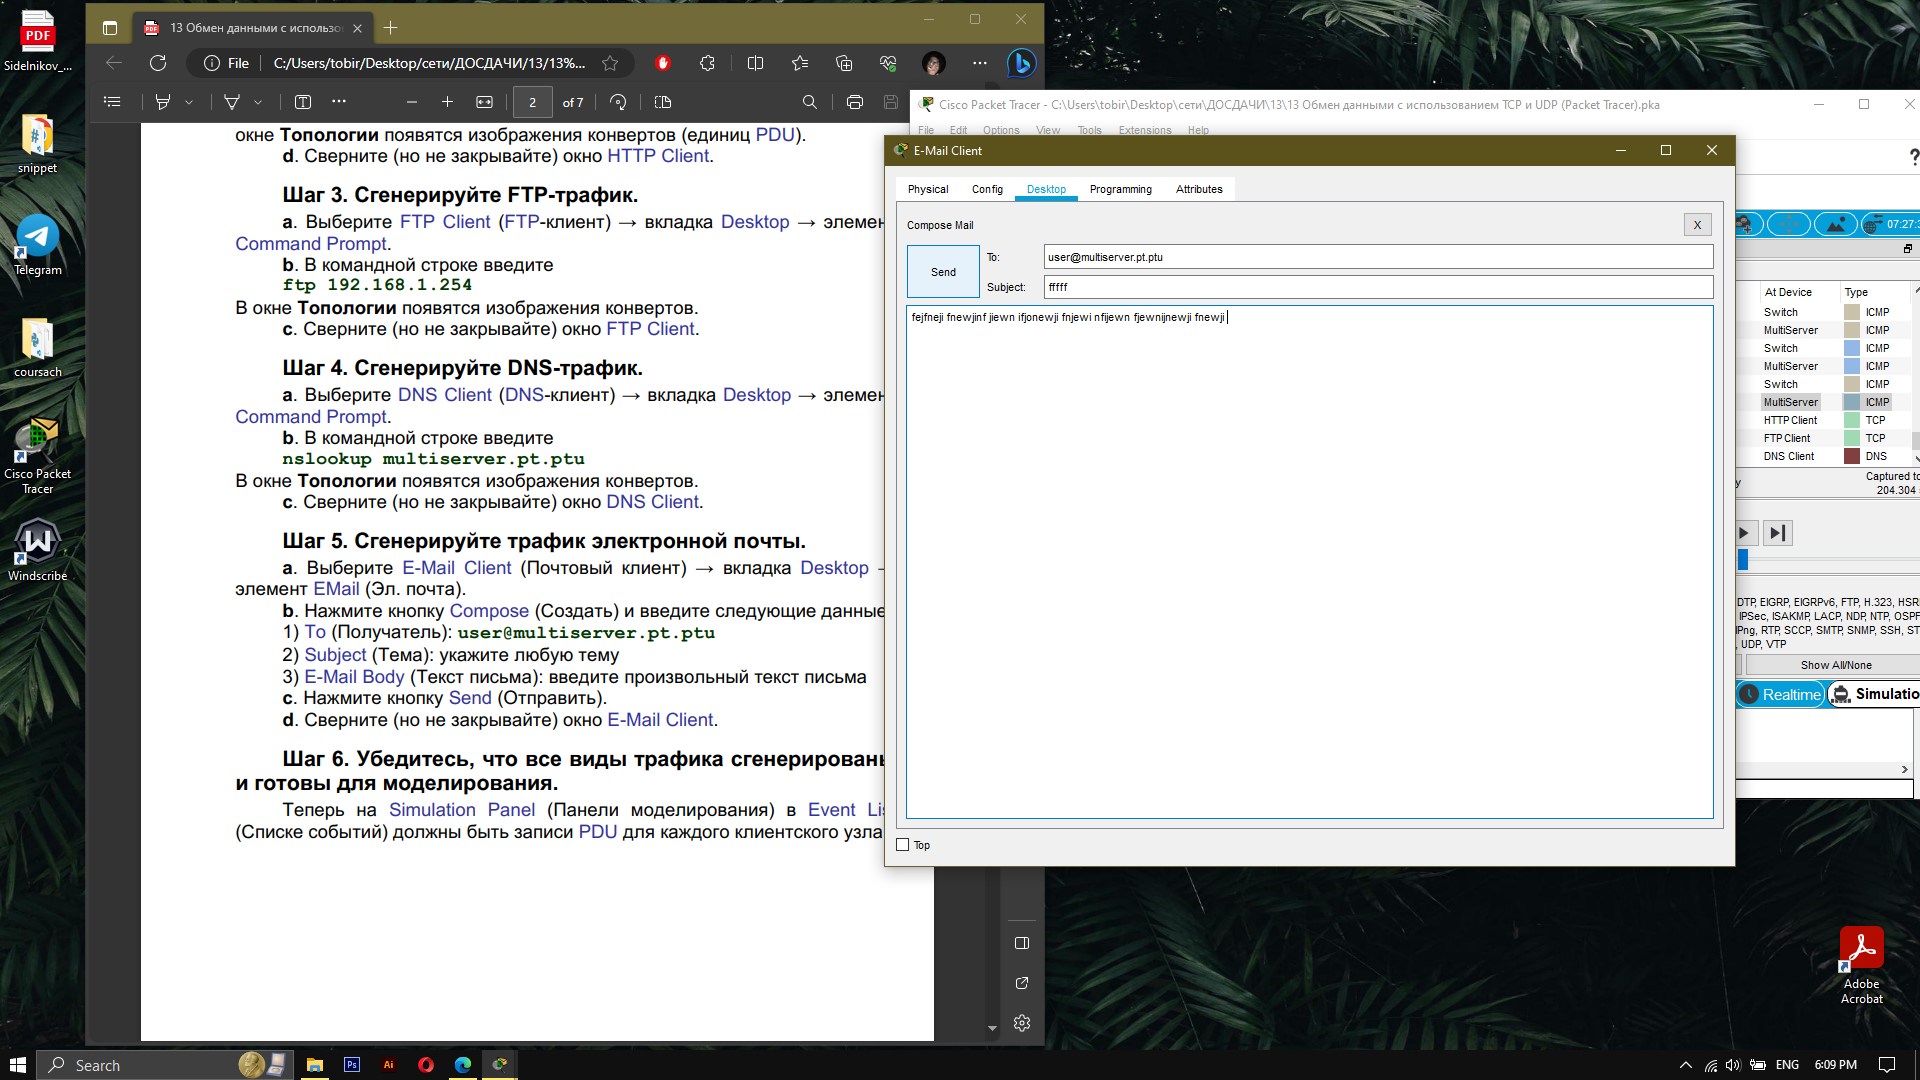 PDF
Sidelnikov_...
snippet
Telegram
coursach
Cisco Packet
Tracer
Windscribe
13 Обмен данными с использо
File
C:/Users/tobir/Desktop/сети/ДОСДАЧИ/13/13%...
2
of 7
окне Топологии появятся изображения конвертов (единиц PDU).
d. Сверните (но не закрывайте) окно HTTP Client.
Шаг 3. Сгенерируйте FTP-трафик.
a. Выберите FTP Client (FTP-клиент) → вкладка Desktop → элемен
Command Prompt.
b. В командной строке введите
ftp 192.168.1.254
В окне Топологии появятся изображения конвертов.
c. Сверните (но не закрывайте) окно FTP Client.
Шаг 4. Сгенерируйте DNS-трафик.
a. Выберите DNS Client (DNS-клиент) → вкладка Desktop → элемен
Command Prompt.
b. В командной строке введите
nslookup multiserver.pt.ptu
В окне Топологии появятся изображения конвертов.
c. Сверните (но не закрывайте) окно DNS Client.
Шаг 5. Сгенерируйте трафик электронной почты.
a. Выберите E-Mail Client (Почтовый клиент) → вкладка Desktop -
элемент EMail (Эл. почта).
b. Нажмите кнопку Compose (Создать) и введите следующие данные
1) To (Получатель): user@multiserver.pt.ptu
2) Subject (Тема): укажите любую тему
3) E-Mail Body (Текст письма): введите произвольный текст письма
c. Нажмите кнопку Send (Отправить).
d. Сверните (но не закрывайте) окно E-Mail Client.
Шаг 6. Убедитесь, что все виды трафика сгенерированы
и готовы для моделирования.
Теперь на Simulation Panel (Панели моделирования) в Event Lis
(Списке событий) должны быть записи PDU для каждого клиентского узла
Cisco Packet Tracer - C:\Users\tobir\Desktop\сети\ДОСДАЧИ\13\13 Обмен данными с использованием TCP и UDP (Packet Tracer).pka
File Edit Options View Tools Extensions Help
E-Mail Client
Physical Config Desktop Programming Attributes
Compose Mail
X
Send
To:
user@multiserver.pt.ptu
Subject:
fffff
fejfneji fnewjinf jiewn ifjonewji fnjewi nfijewn fjewnijnewji fnewji
Top
?
07:27:3
At Device Type
Switch ICMP
MultiServer ICMP
Switch ICMP
MultiServer ICMP
Switch ICMP
MultiServer ICMP
HTTP Client TCP
FTP Client TCP
DNS Client DNS
y
Captured to
204.304 s
DTP, EIGRP, EIGRPv6, FTP, H.323, HSR
IPSec, ISAKMP, LACP, NDP, NTP, OSPF
IPng, RTP, SCCP, SMTP, SNMP, SSH, ST
, UDP, VTP
Show All/None
Realtime
Simulatio
Adobe
Acrobat
Search
Ps
Ai
ENG
6:09 PM